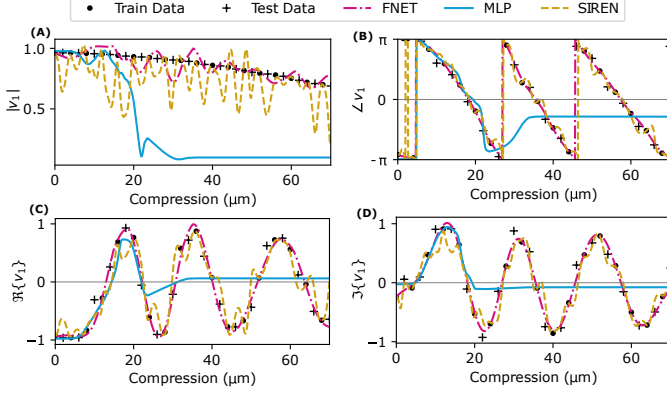 Train Data Test Data FNET MLP SIREN
(A)
1.0
0.5
|v₁|
0 20 40 60
Compression (μm)
(B)
π
0
-π
∠v₁
0 20 40 60
Compression (μm)
(C)
1
0
−1
ℜ{v₁}
0 20 40 60
Compression (μm)
(D)
1
0
-1
ℑ{v₁}
0 20 40 60
Compression (μm)